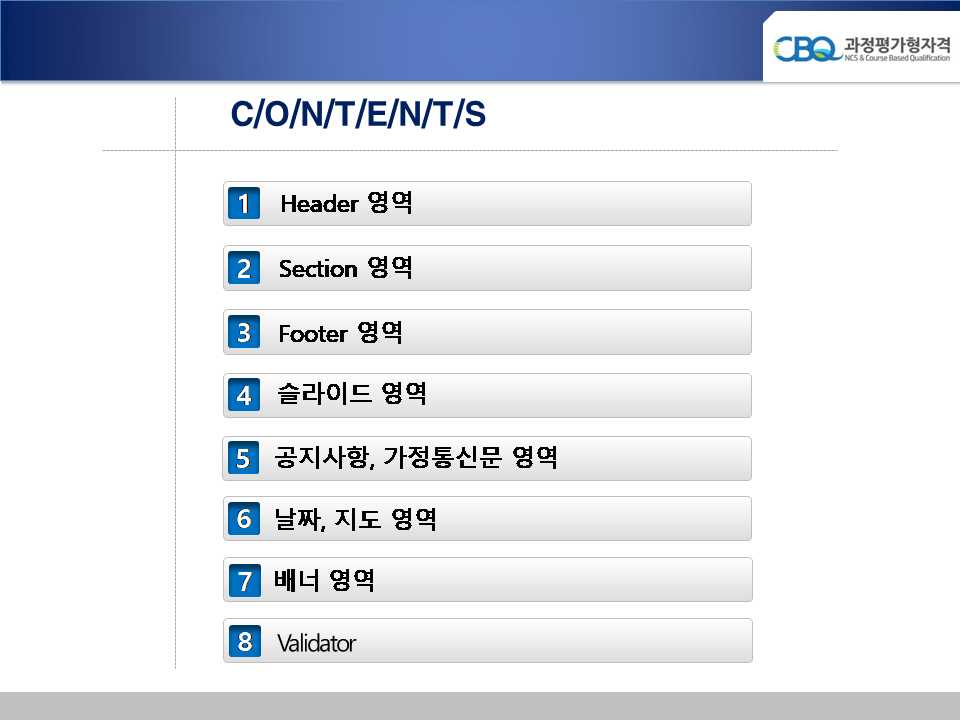 CBQ 과정평가형자격
NCS & Course Based Qualification
C/O/N/T/E/N/T/S
1 Header 영역
2 Section 영역
3 Footer 영역
4 슬라이드 영역
5 공지사항, 가정통신문 영역
6 날짜, 지도 영역
7 배너 영역
8 Validator